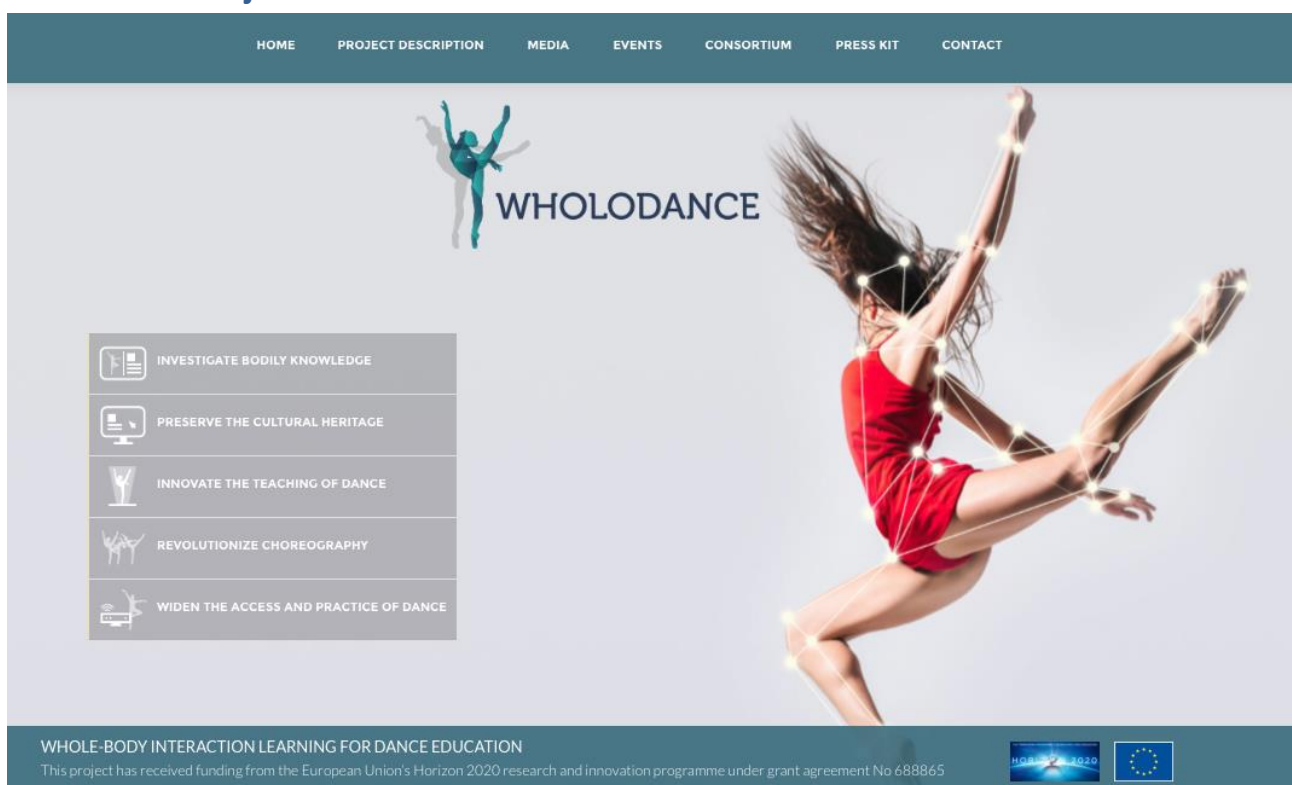 HOME PROJECT DESCRIPTION MEDIA EVENTS CONSORTIUM PRESS KIT CONTACT
WHOLODANCE
INVESTIGATE BODILY KNOWLEDGE
PRESERVE THE CULTURAL HERITAGE
INNOVATE THE TEACHING OF DANCE
REVOLUTIONIZE CHOREOGRAPHY
WIDEN THE ACCESS AND PRACTICE OF DANCE
WHOLE-BODY INTERACTION LEARNING FOR DANCE EDUCATION
This project has received funding from the European Union's Horizon 2020 research and innovation programme under grant agreement No 688865
HORIZON 2020